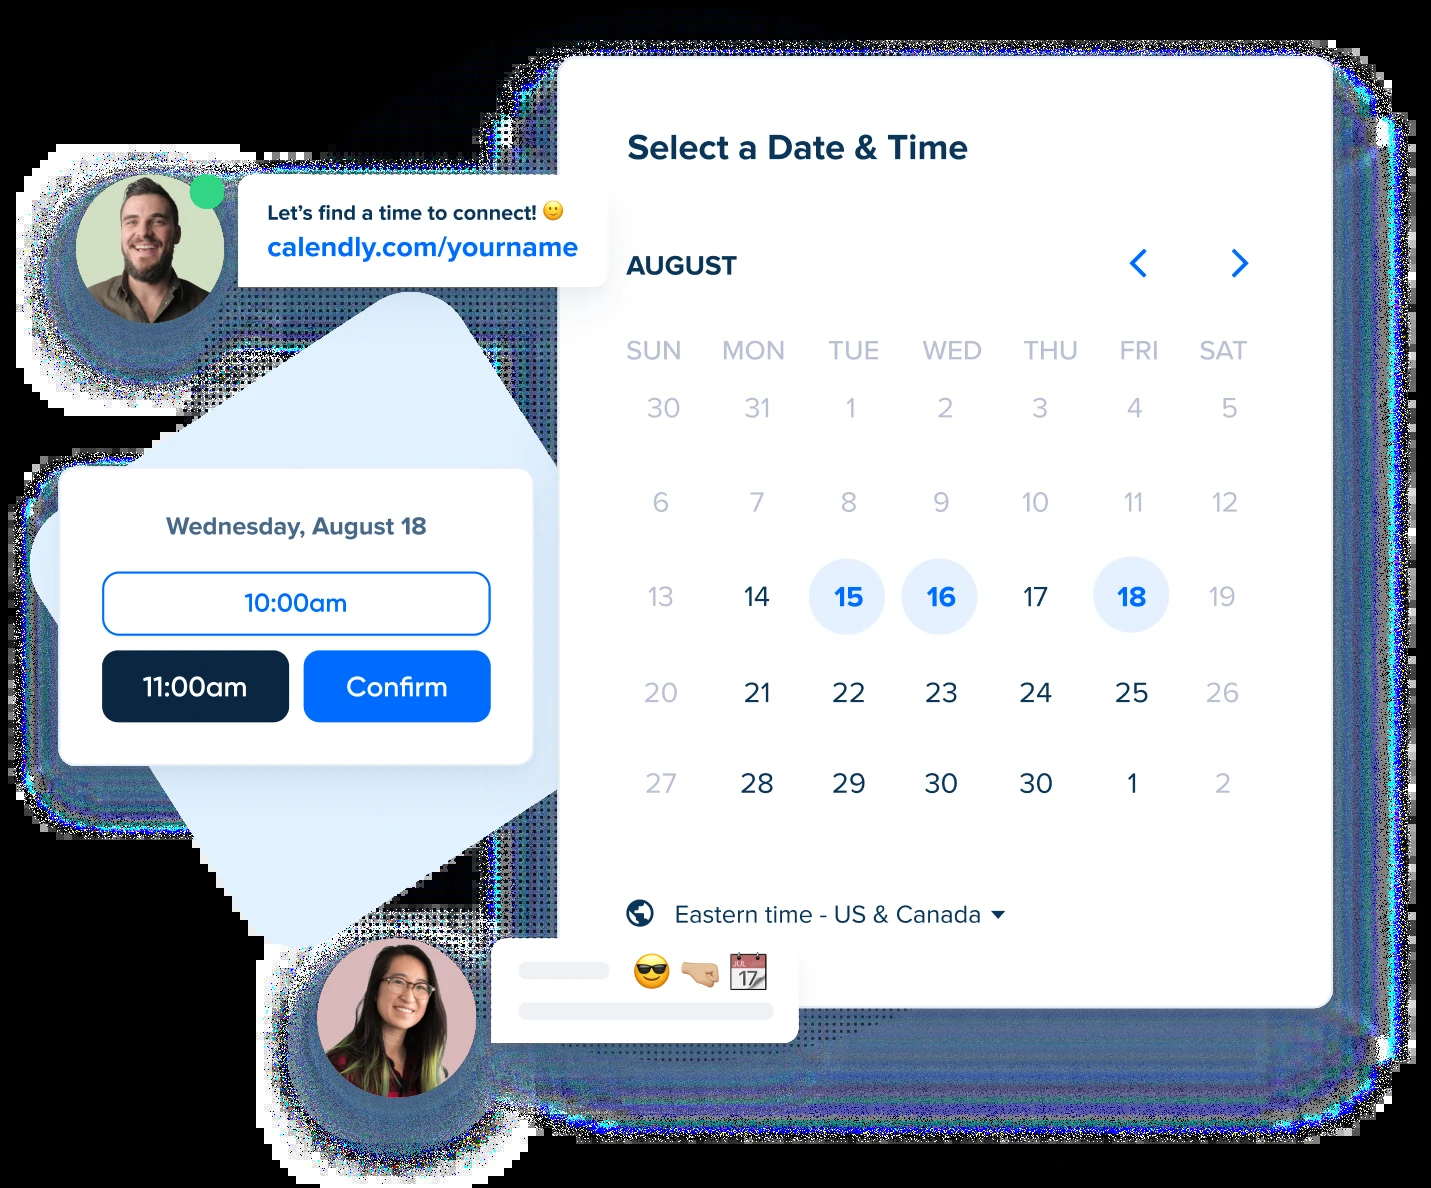 Select a Date & Time
Let's find a time to connect! 🙂
calendly.com/yourname
AUGUST
SUN MON TUE WED THU FRI SAT
30 31 1 2 3 4 5
6 7 8 9 10 11 12
13 14 15 16 17 18 19
20 21 22 23 24 25 26
27 28 29 30 30 1 2
Wednesday, August 18
10:00am
11:00am Confirm
Eastern time - US & Canada
😎 🤜🏼 📆
JUL
17